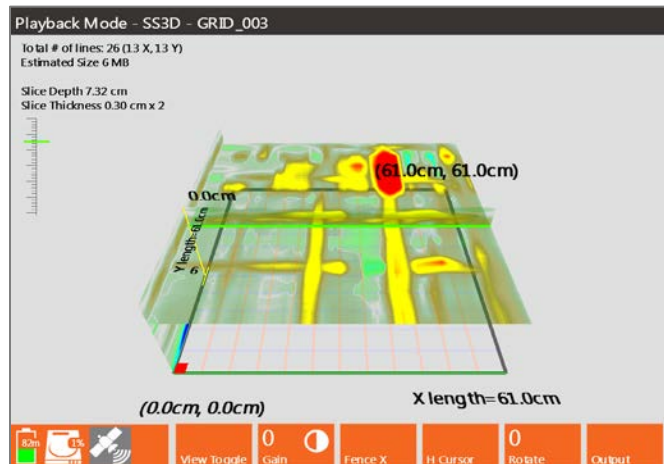 Playback Mode - SS3D - GRID_003
Total # of lines: 26 (13 X, 13 Y)
Estimated Size 6 MB
Slice Depth 7.32 cm
Slice Thickness 0.30 cm x 2
(61.0cm, 61.0cm)
0.0cm
Y length=61.0cm
(0.0cm, 0.0cm)
X length=61.0cm
82m
1%
0
0
View Toggle
Gain
Fence X
H Cursor
Rotate
Output